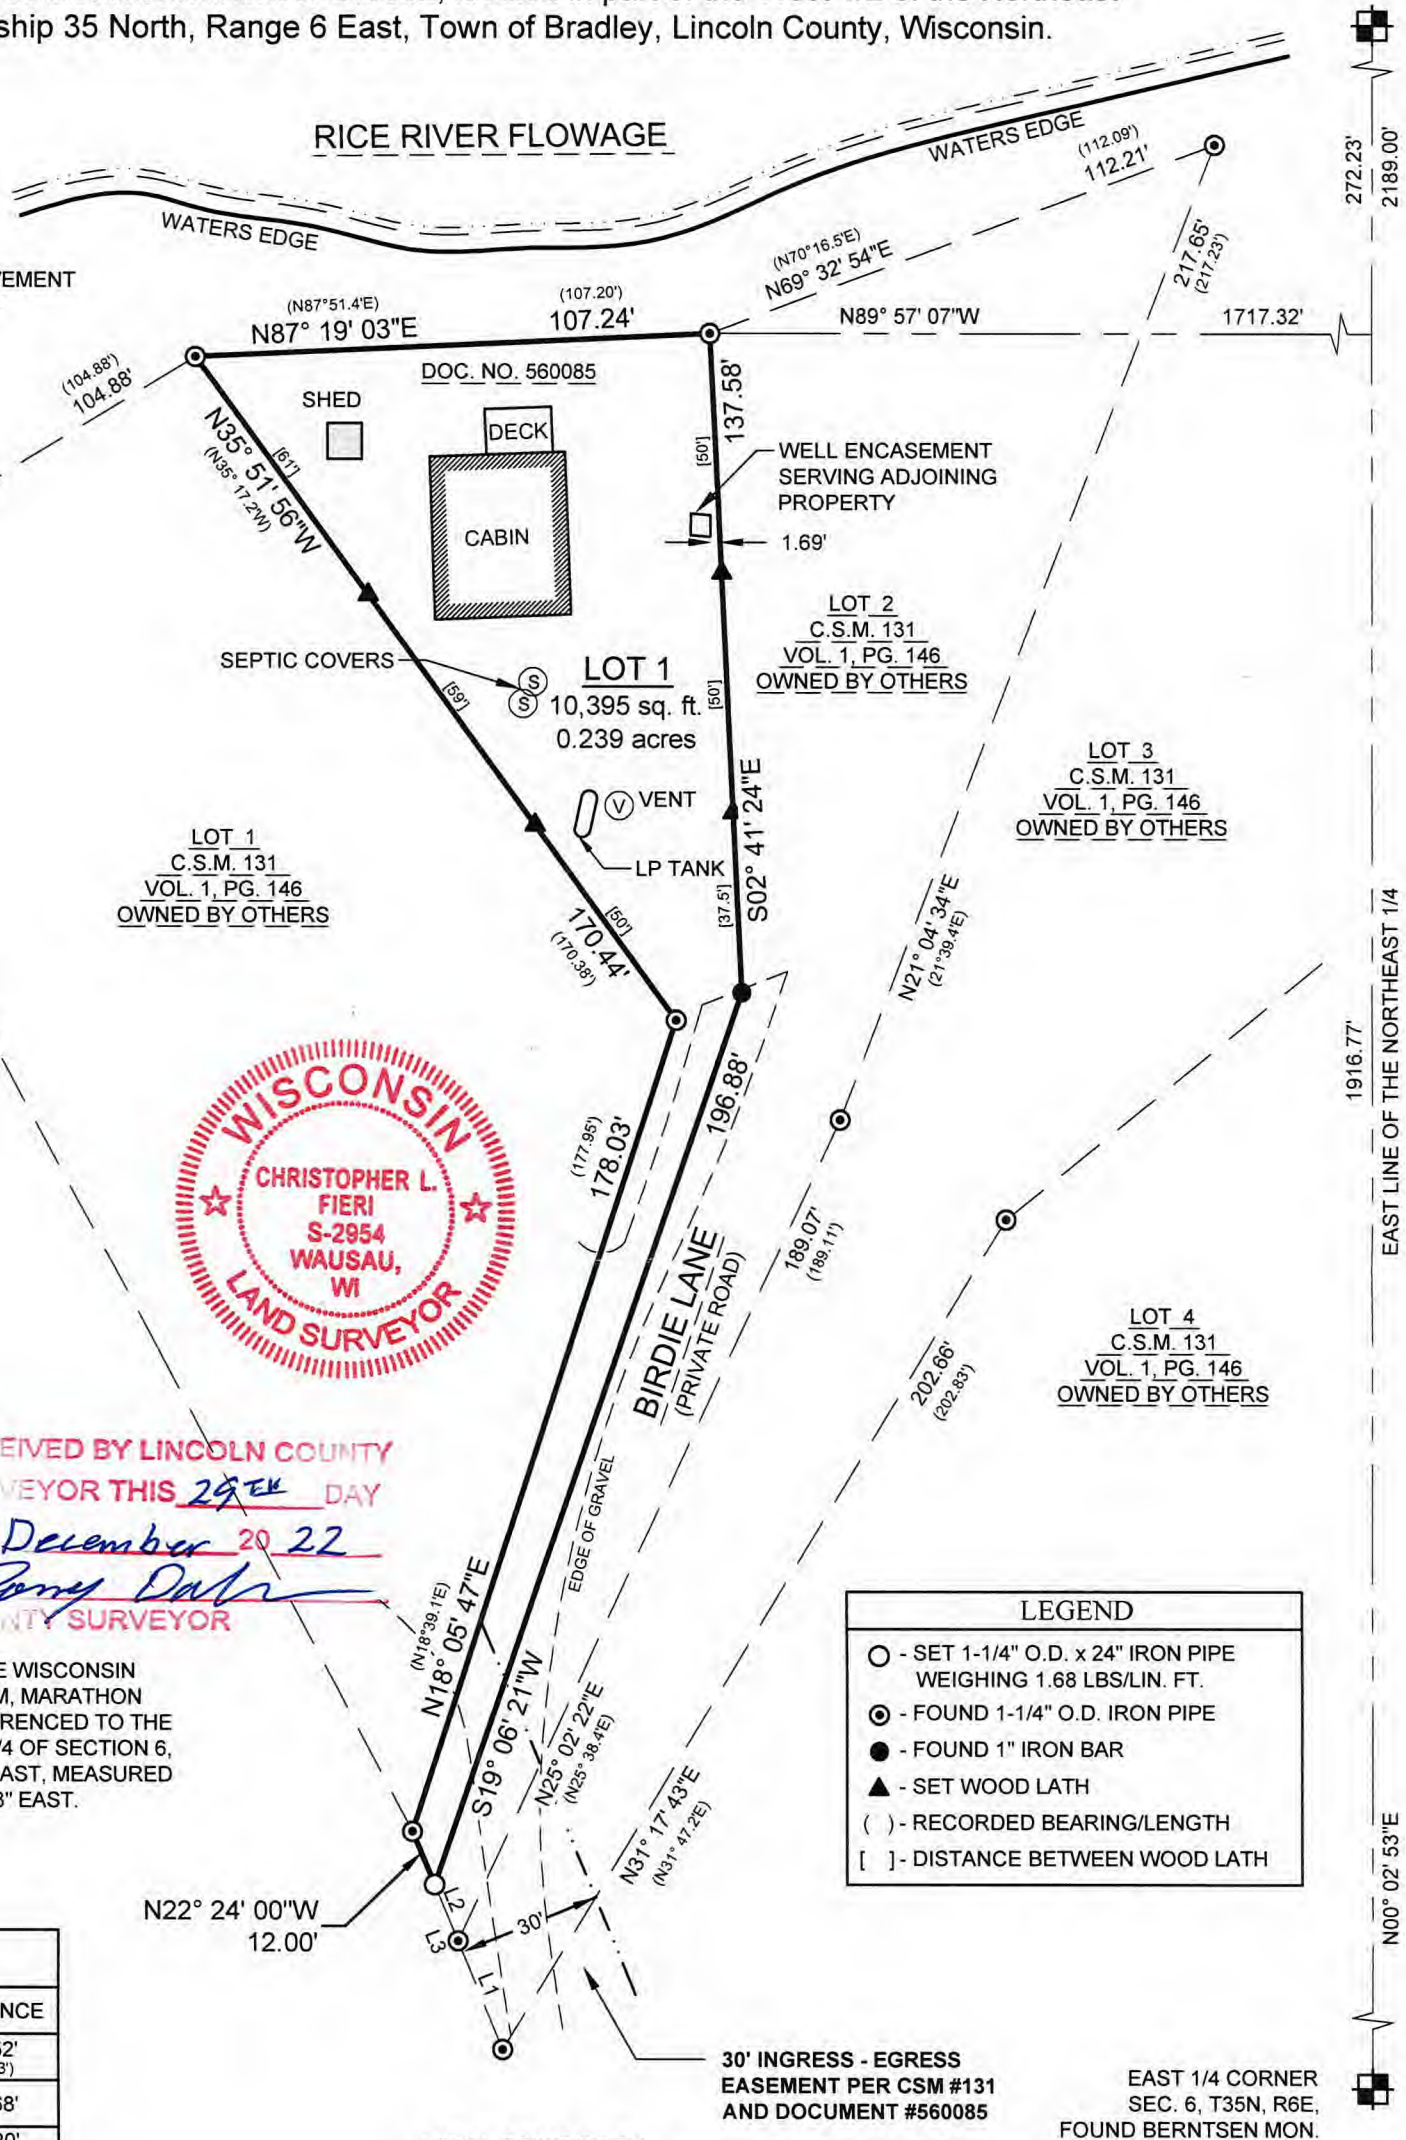 ship 35 North, Range 6 East, Town of Bradley, Lincoln County, Wisconsin.
RICE RIVER FLOWAGE
WATERS EDGE
WATERS EDGE
(112.09')
112.21'
272.23'
2189.00'
EMENT
(N87°51.4'E)
N87° 19' 03"E
(107.20')
107.24'
(N70°16.5'E)
N69° 32' 54"E
217.65'
(217.23')
N89° 57' 07"W
1717.32'
(104.88')
104.88'
DOC. NO. 560085
SHED
DECK
CABIN
N35° 51' 56"W
(N35° 17.2'W)
[61']
137.58'
[50']
WELL ENCASEMENT
SERVING ADJOINING
PROPERTY
1.69'
LOT 2
C.S.M. 131
VOL. 1, PG. 146
OWNED BY OTHERS
SEPTIC COVERS
S
S
[59']
LOT 1
10,395 sq. ft.
0.239 acres
[50']
S02° 41' 24"E
V VENT
LP TANK
[37.5']
LOT 3
C.S.M. 131
VOL. 1, PG. 146
OWNED BY OTHERS
LOT 1
C.S.M. 131
VOL. 1, PG. 146
OWNED BY OTHERS
[50']
170.44'
(170.38')
N21° 04' 34"E
(21°39.4'E)
EAST LINE OF THE NORTHEAST 1/4
1916.77'
WISCONSIN
CHRISTOPHER L.
FIERI
S-2954
WAUSAU,
WI
LAND SURVEYOR
(177.95')
178.03'
196.88'
BIRDIE LANE
(PRIVATE ROAD)
189.07'
(189.11')
202.66'
(202.83')
LOT 4
C.S.M. 131
VOL. 1, PG. 146
OWNED BY OTHERS
EIVED BY LINCOLN COUNTY
VEYOR THIS 29TH DAY
December 20 22
NTY SURVEYOR
EDGE OF GRAVEL
(N18°39.1'E)
N18° 05' 47"E
S19° 06' 21"W
N25° 02' 22"E
(N25° 38.4'E)
N31° 17' 43"E
(N31° 47.2'E)
E WISCONSIN
M, MARATHON
RENCED TO THE
/4 OF SECTION 6,
AST, MEASURED
3" EAST.
LEGEND
- SET 1-1/4" O.D. x 24" IRON PIPE
WEIGHING 1.68 LBS/LIN. FT.
- FOUND 1-1/4" O.D. IRON PIPE
- FOUND 1" IRON BAR
- SET WOOD LATH
( ) - RECORDED BEARING/LENGTH
[ ] - DISTANCE BETWEEN WOOD LATH
N00° 02' 53"E
N22° 24' 00"W
12.00'
L2
L3
L1
30'
NCE
30' INGRESS - EGRESS
EASEMENT PER CSM #131
AND DOCUMENT #560085
EAST 1/4 CORNER
SEC. 6, T35N, R6E,
FOUND BERNTSEN MON.